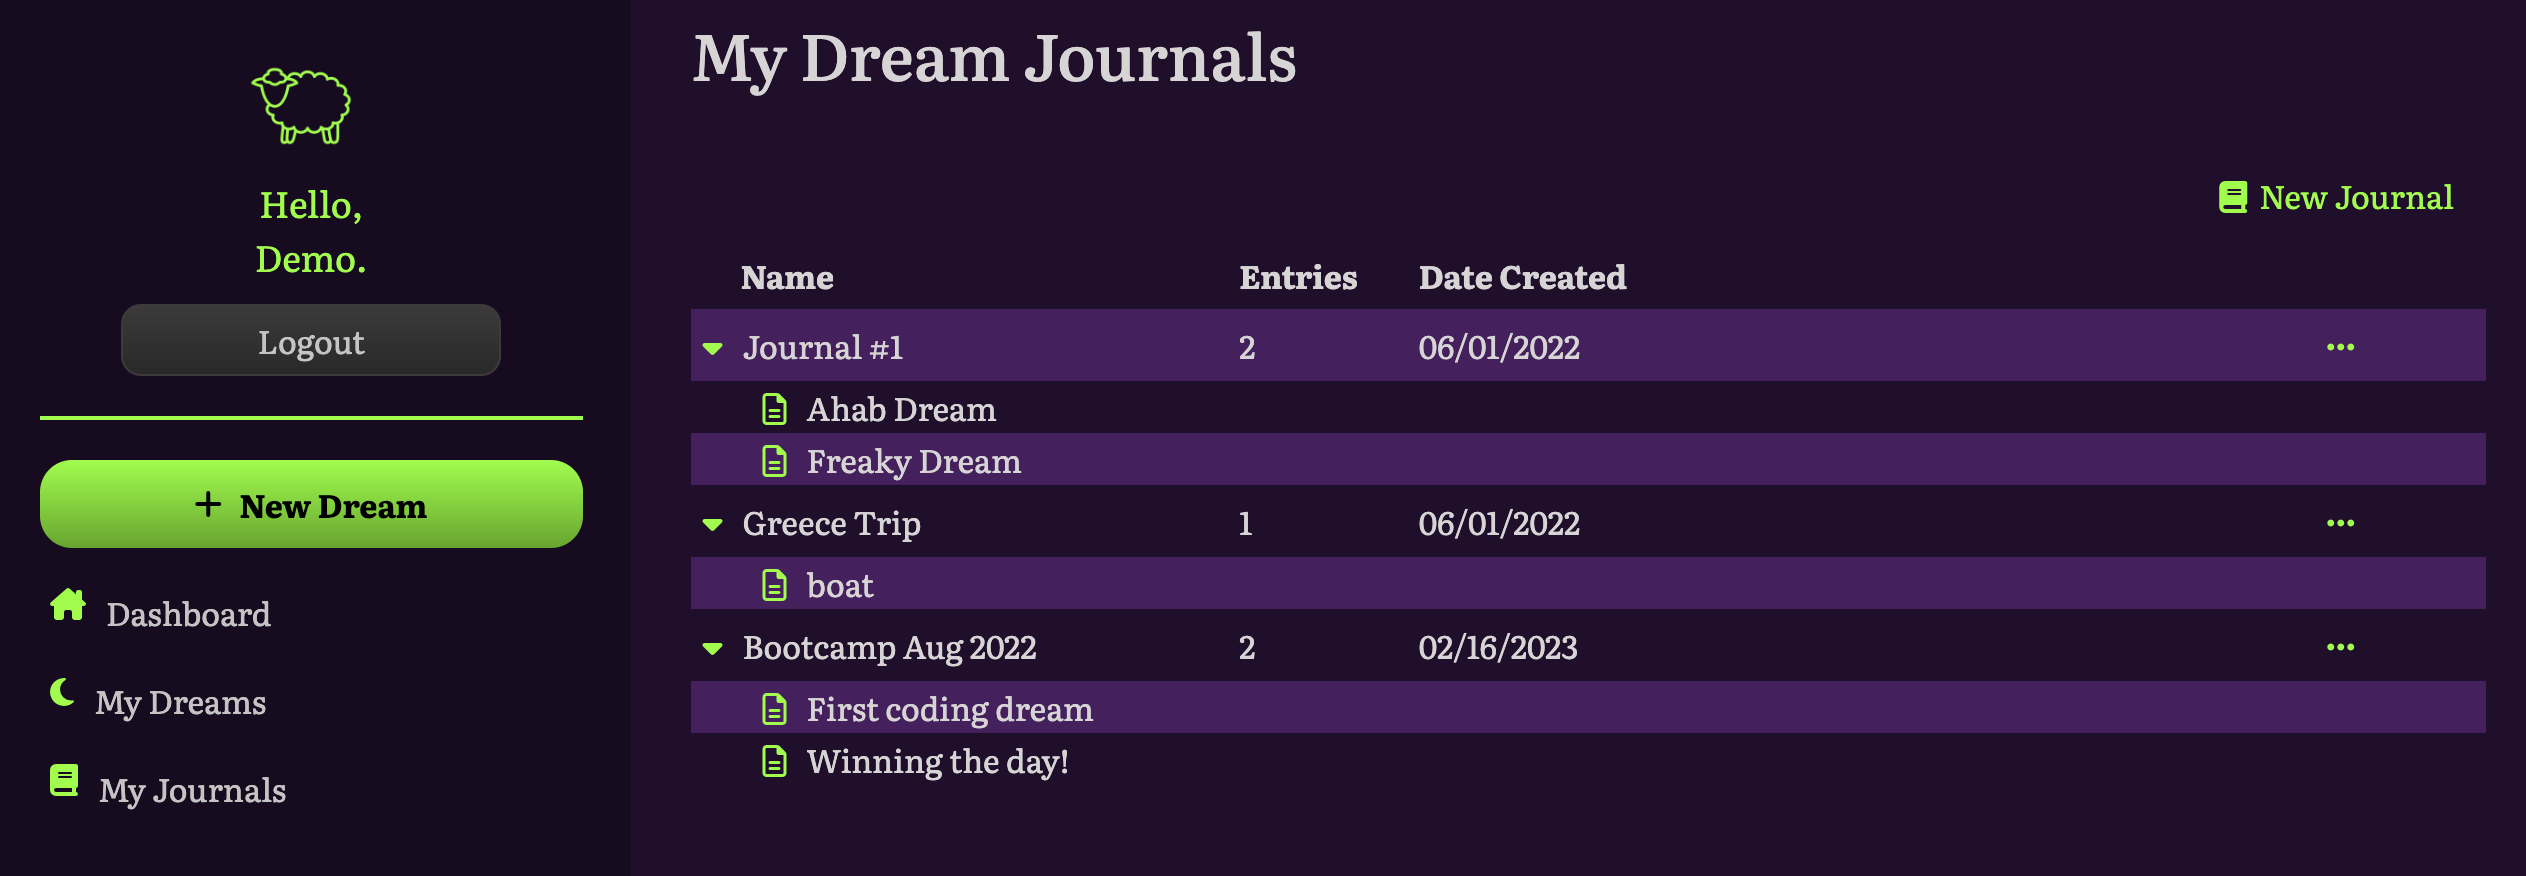 Hello,
Demo.
Logout
+ New Dream
Dashboard
My Dreams
My Journals
My Dream Journals
New Journal
Name Entries Date Created
Journal #1 2 06/01/2022 ...
Ahab Dream
Freaky Dream
Greece Trip 1 06/01/2022 ...
boat
Bootcamp Aug 2022 2 02/16/2023 ...
First coding dream
Winning the day!